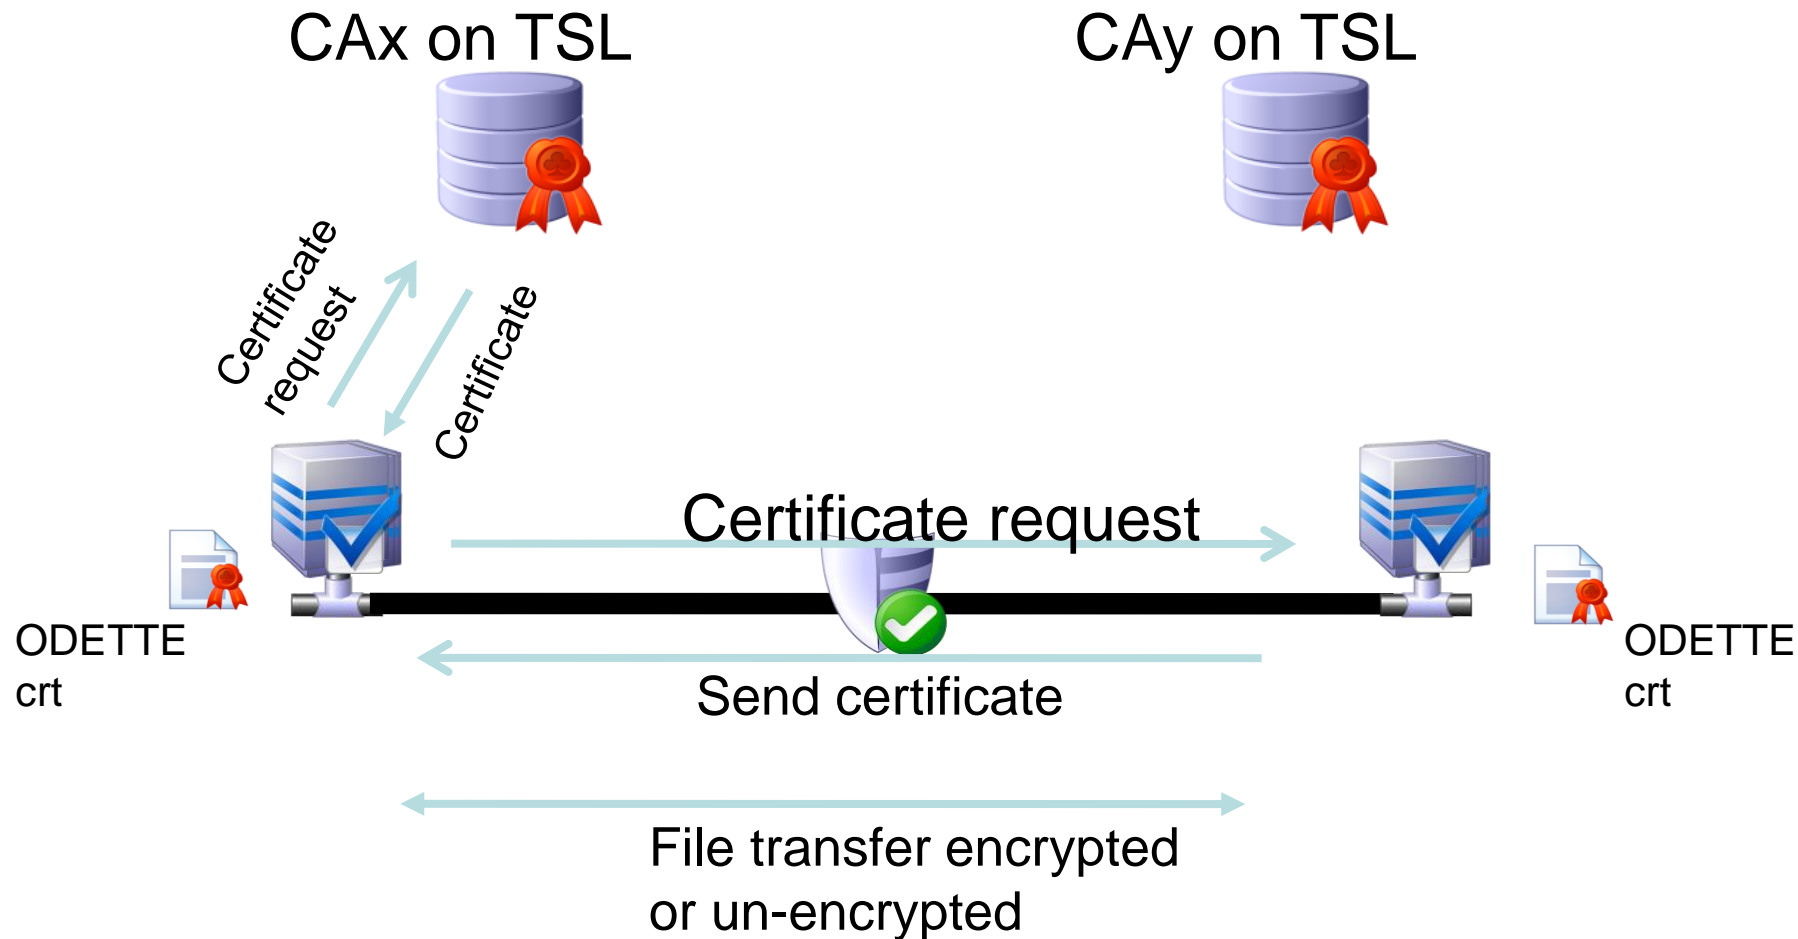 CAx on TSL
CAy on TSL
Certificate
request
Certificate
Certificate request
ODETTE
crt
ODETTE
crt
Send certificate
File transfer encrypted
or un-encrypted